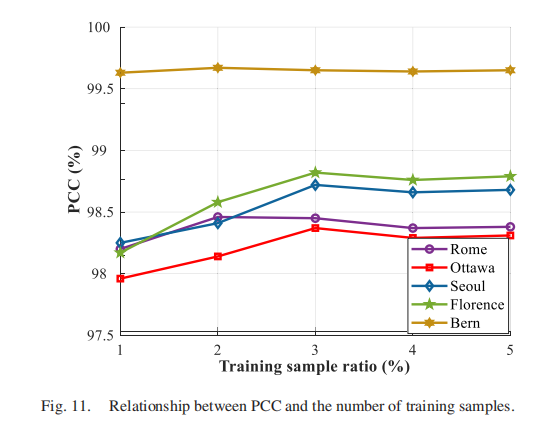 100
99.5
99
98.5
98
97.5
PCC (%)
Rome
Ottawa
Seoul
Florence
Bern
1 2 3 4 5
Training sample ratio (%)
Fig. 11. Relationship between PCC and the number of training samples.